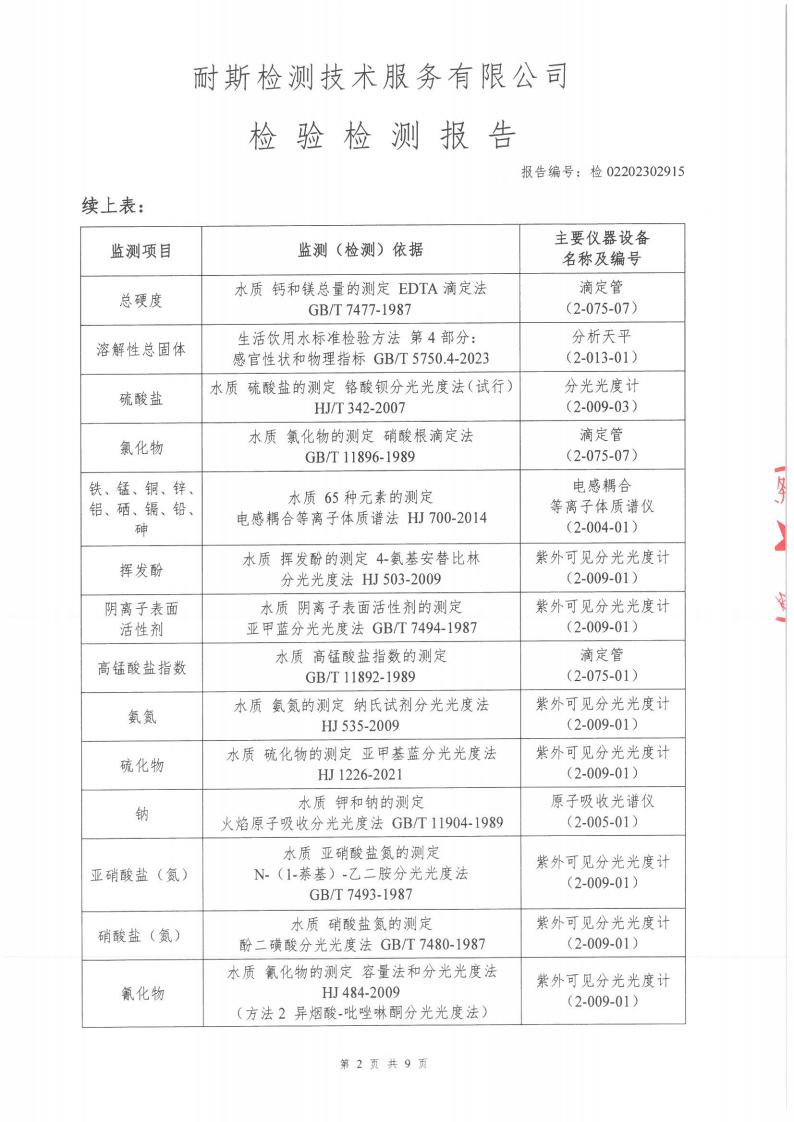 耐斯检测技术服务有限公司
检验检测报告
报告编号：检 02202302915
续上表：
监测项目
监测（检测）依据
主要仪器设备
名称及编号
总硬度
水质 钙和镁总量的测定 EDTA 滴定法
GB/T 7477-1987
滴定管
（2-075-07）
溶解性总固体
生活饮用水标准检验方法 第 4 部分：
感官性状和物理指标 GB/T 5750.4-2023
分析天平
（2-013-01）
硫酸盐
水质 硫酸盐的测定 铬酸钡分光光度法（试行）
HJ/T 342-2007
分光光度计
（2-009-03）
氯化物
水质 氯化物的测定 硝酸根滴定法
GB/T 11896-1989
滴定管
（2-075-07）
铁、锰、铜、锌、
铝、硒、镉、铅、
砷
水质 65 种元素的测定
电感耦合等离子体质谱法 HJ 700-2014
电感耦合
等离子体质谱仪
（2-004-01）
挥发酚
水质 挥发酚的测定 4-氨基安替比林
分光光度法 HJ 503-2009
紫外可见分光光度计
（2-009-01）
阴离子表面
活性剂
水质 阴离子表面活性剂的测定
亚甲蓝分光光度法 GB/T 7494-1987
紫外可见分光光度计
（2-009-01）
高锰酸盐指数
水质 高锰酸盐指数的测定
GB/T 11892-1989
滴定管
（2-075-01）
氨氮
水质 氨氮的测定 纳氏试剂分光光度法
HJ 535-2009
紫外可见分光光度计
（2-009-01）
硫化物
水质 硫化物的测定 亚甲基蓝分光光度法
HJ 1226-2021
紫外可见分光光度计
（2-009-01）
钠
水质 钾和钠的测定
火焰原子吸收分光光度法 GB/T 11904-1989
原子吸收光谱仪
（2-005-01）
亚硝酸盐（氮）
水质 亚硝酸盐氮的测定
N-（1-萘基）-乙二胺分光光度法
GB/T 7493-1987
紫外可见分光光度计
（2-009-01）
硝酸盐（氮）
水质 硝酸盐氮的测定
酚二磺酸分光光度法 GB/T 7480-1987
紫外可见分光光度计
（2-009-01）
氰化物
水质 氰化物的测定 容量法和分光光度法
HJ 484-2009
（方法 2 异烟酸-吡唑啉酮分光光度法）
紫外可见分光光度计
（2-009-01）
第 2 页 共 9 页